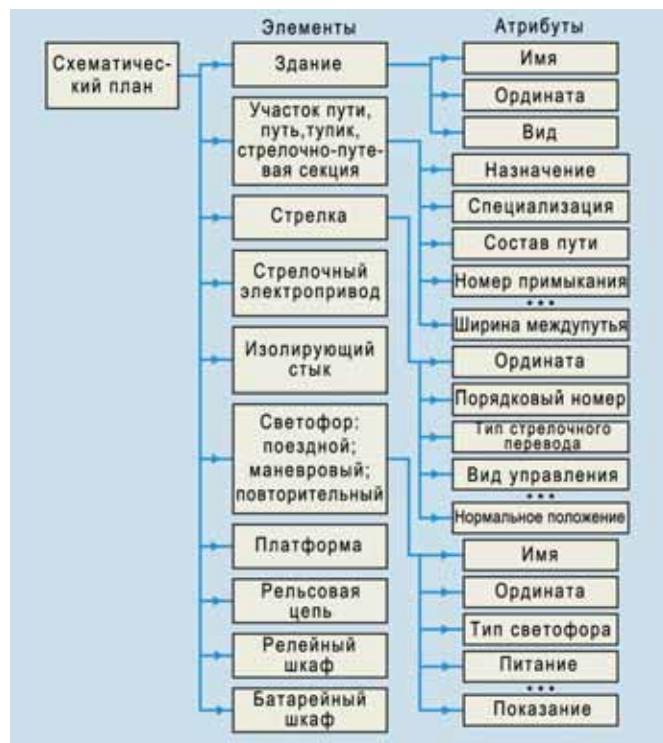 Элементы
Атрибуты
Схематичес-
кий план
Здание
Участок пути,
путь,тупик,
стрелочно-путе-
вая секция
Стрелка
Стрелочный
электропривод
Изолирующий
стык
Светофор:
поездной;
маневровый;
повторительный
Платформа
Рельсовая
цепь
Релейный
шкаф
Батарейный
шкаф
Имя
Ордината
Вид
Назначение
Специализация
Состав пути
Номер примыкания
•••
Ширина междупутья
Ордината
Порядковый номер
Тип стрелочного
перевода
Вид управления
•••
Нормальное положение
Имя
Ордината
Тип светофора
Питание
•••
Показание